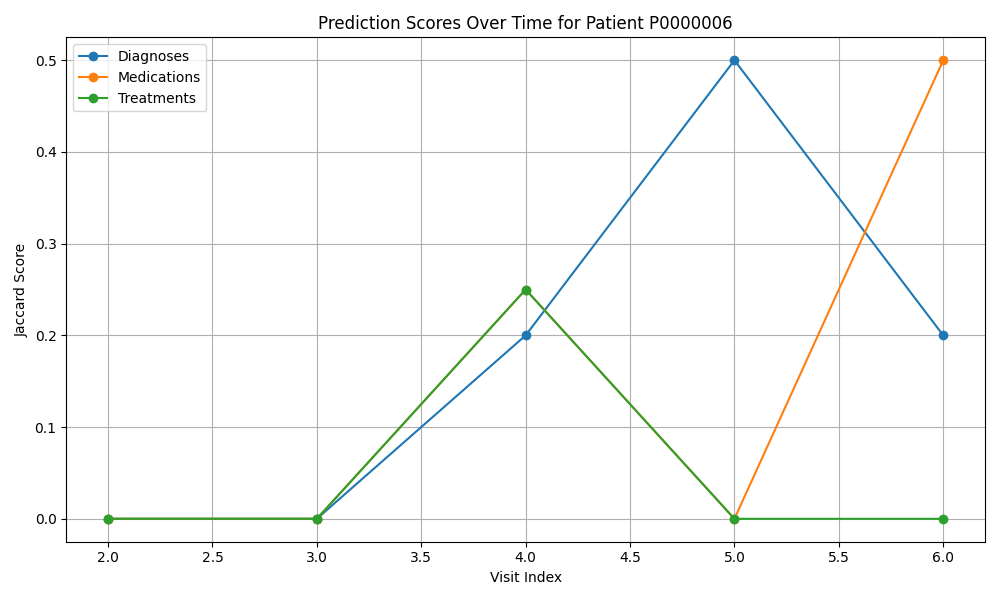 Prediction Scores Over Time for Patient P0000006
Diagnoses
Medications
Treatments
0.5
0.4
0.3
0.2
0.1
0.0
Jaccard Score
2.0 2.5 3.0 3.5 4.0 4.5 5.0 5.5 6.0
Visit Index